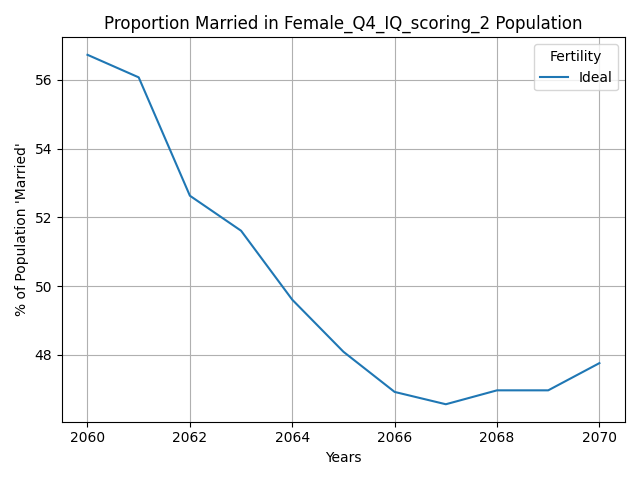 Proportion Married in Female_Q4_IQ_scoring_2 Population
Fertility
Ideal
% of Population 'Married'
56
54
52
50
48
2060
2062
2064
2066
2068
2070
Years